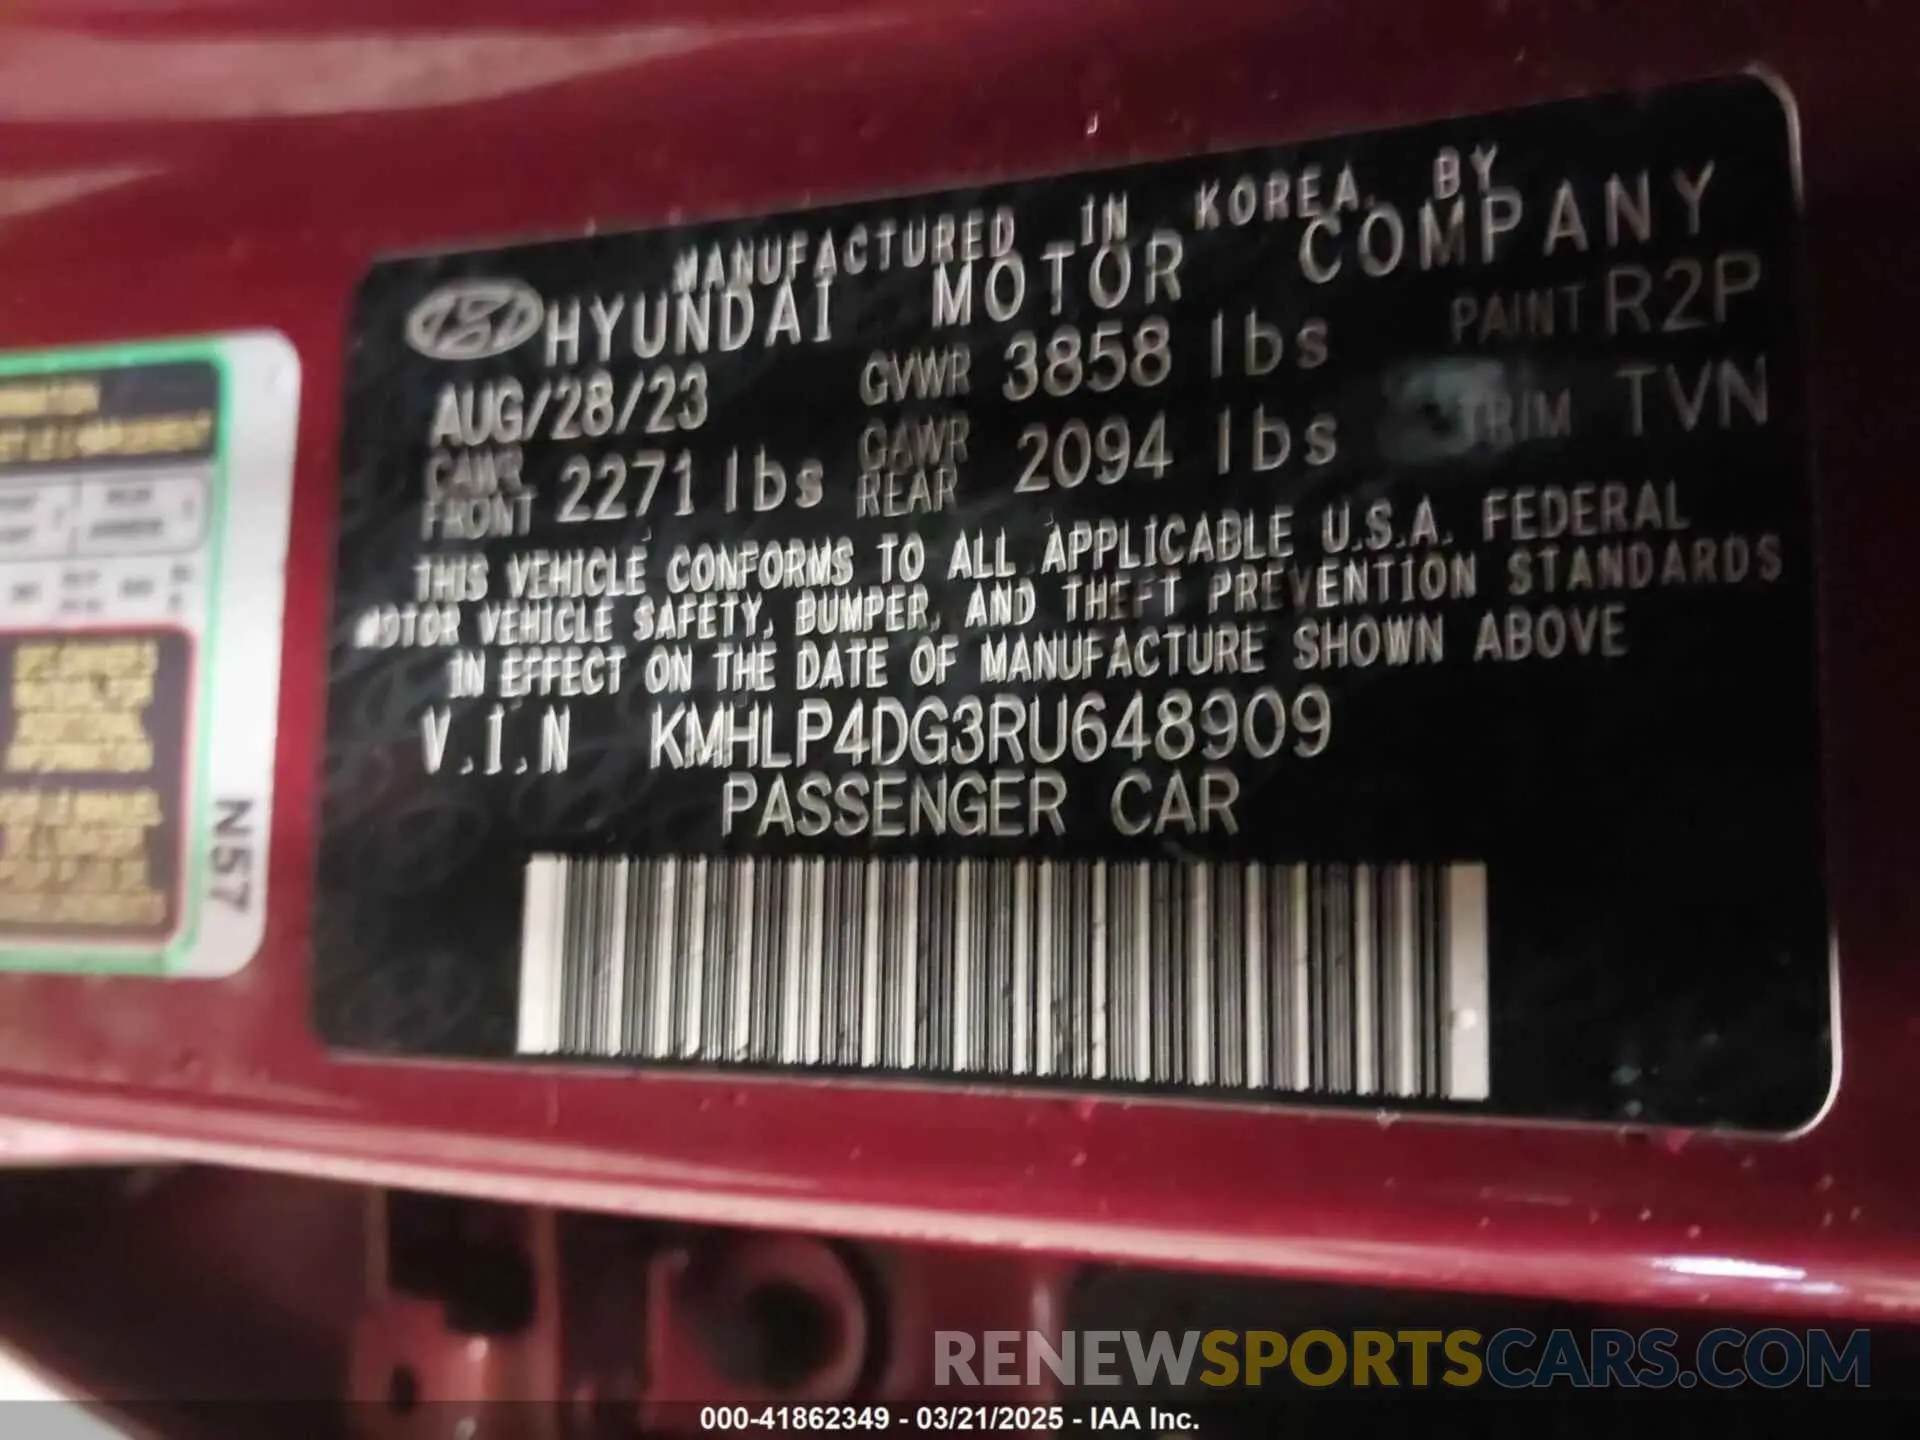 MANUFACTURED IN KOREA BY
HYUNDAI MOTOR COMPANY
AUG/28/23 GVWR 3858 lbs PAINT R2P
GAWR FRONT 2271 lbs GAWR REAR 2094 lbs TRIM TVN
THIS VEHICLE CONFORMS TO ALL APPLICABLE U.S.A. FEDERAL
MOTOR VEHICLE SAFETY, BUMPER, AND THEFT PREVENTION STANDARDS
IN EFFECT ON THE DATE OF MANUFACTURE SHOWN ABOVE
V.I.N KMHLP4DG3RU648909
PASSENGER CAR
N57
RENEWSPORTSCARS.COM
000-41862349 - 03/21/2025 - IAA Inc.